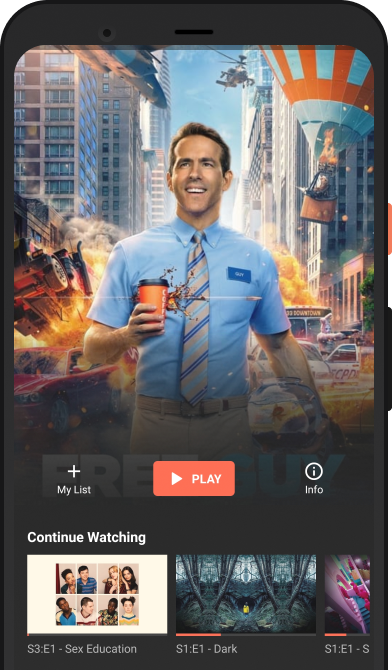 GUY
DOWNTOWN
FREE GUY
My List
PLAY
Info
Continue Watching
S3:E1 - Sex Education
S1:E1 - Dark
S1:E1 - S